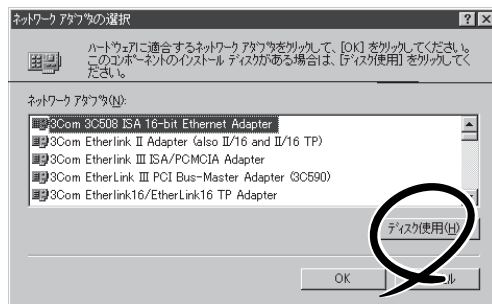 ネットワーク アダプタの選択
ハードウェアに適合するネットワーク アダプタをクリックして、[OK] をクリックしてください。
このコンポーネントのインストール ディスクがある場合は、[ディスク使用] をクリックしてく
ださい。
ネットワーク アダプタ(N):
3Com 3C508 ISA 16-bit Ethernet Adapter
3Com Etherlink II Adapter (also II/16 and II/16 TP)
3Com Etherlink III ISA/PCMCIA Adapter
3Com EtherLink III PCI Bus-Master Adapter (3C590)
3Com Etherlink16/EtherLink16 TP Adapter
ディスク使用(H)
OK